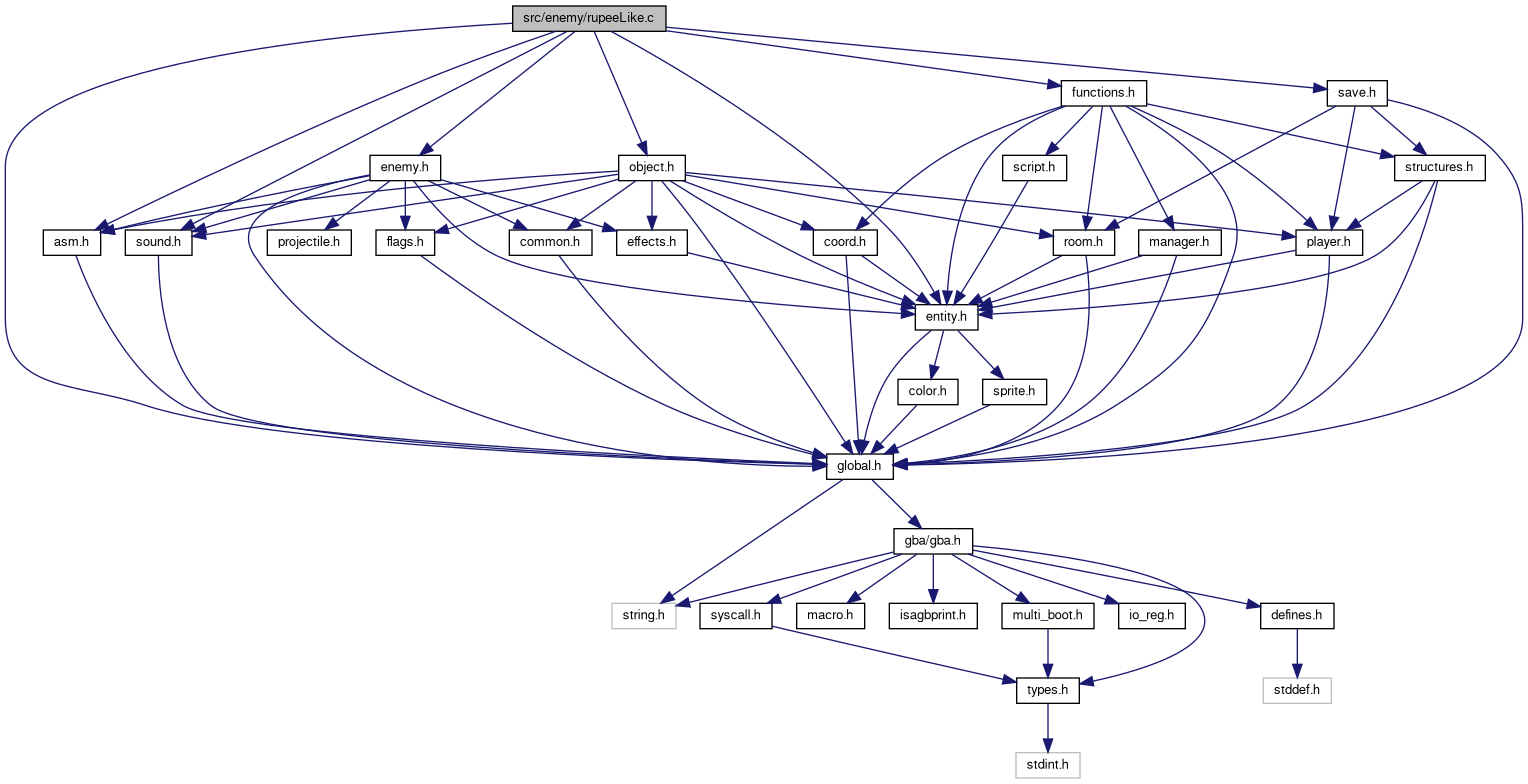 src/enemy/rupeeLike.c
functions.h
save.h
enemy.h
object.h
script.h
structures.h
asm.h
sound.h
projectile.h
flags.h
common.h
effects.h
coord.h
room.h
manager.h
player.h
entity.h
color.h
sprite.h
global.h
gba/gba.h
string.h
syscall.h
macro.h
isagbprint.h
multi_boot.h
io_reg.h
defines.h
types.h
stddef.h
stdint.h